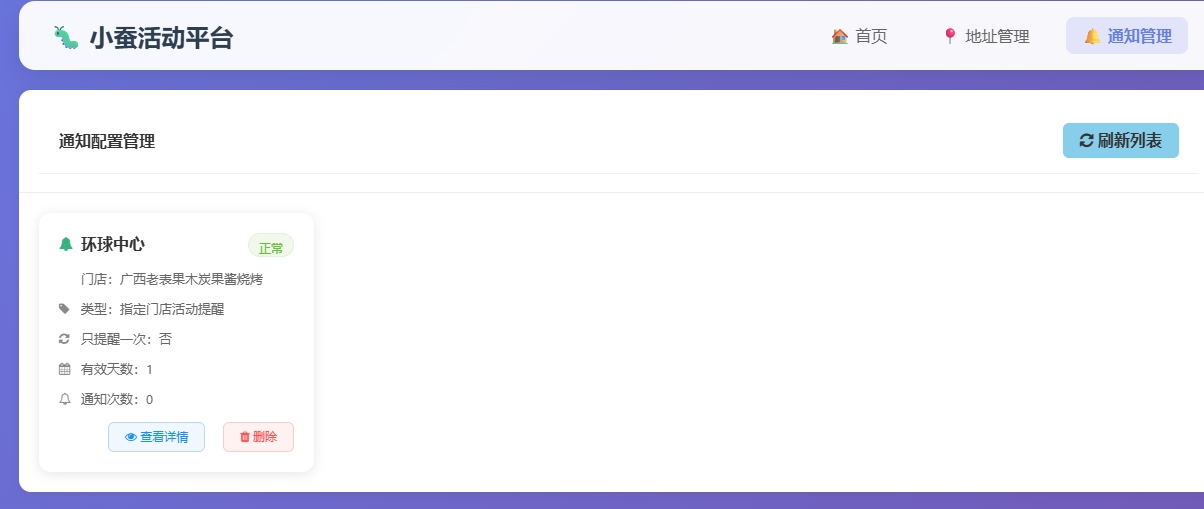 小蚕活动平台
首页
地址管理
通知管理
通知配置管理
刷新列表
环球中心
正常
门店：广西老表果木炭果酱烧烤
类型：指定门店活动提醒
只提醒一次：否
有效天数：1
通知次数：0
查看详情
删除